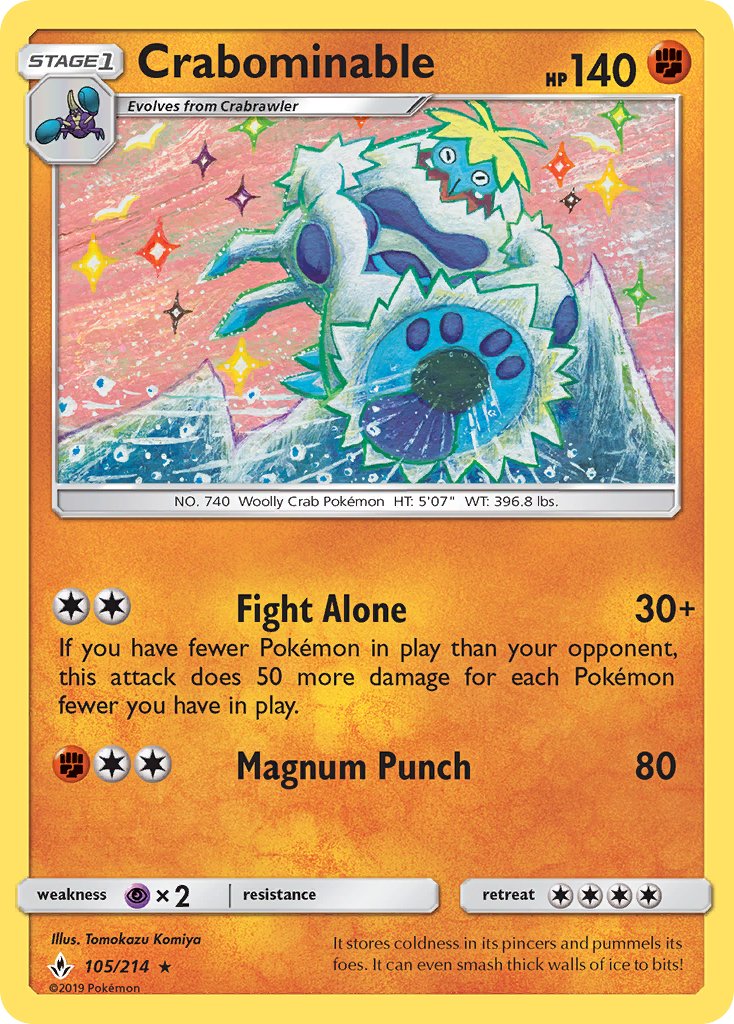 STAGE1
Crabominable
HP 140
Evolves from Crabrawler
NO. 740 Woolly Crab Pokémon HT: 5'07" WT: 396.8 lbs.
Fight Alone 30+
If you have fewer Pokémon in play than your opponent,
this attack does 50 more damage for each Pokémon
fewer you have in play.
Magnum Punch 80
weakness ×2 resistance retreat
Illus. Tomokazu Komiya
105/214 ★
©2019 Pokémon
It stores coldness in its pincers and pummels its
foes. It can even smash thick walls of ice to bits!